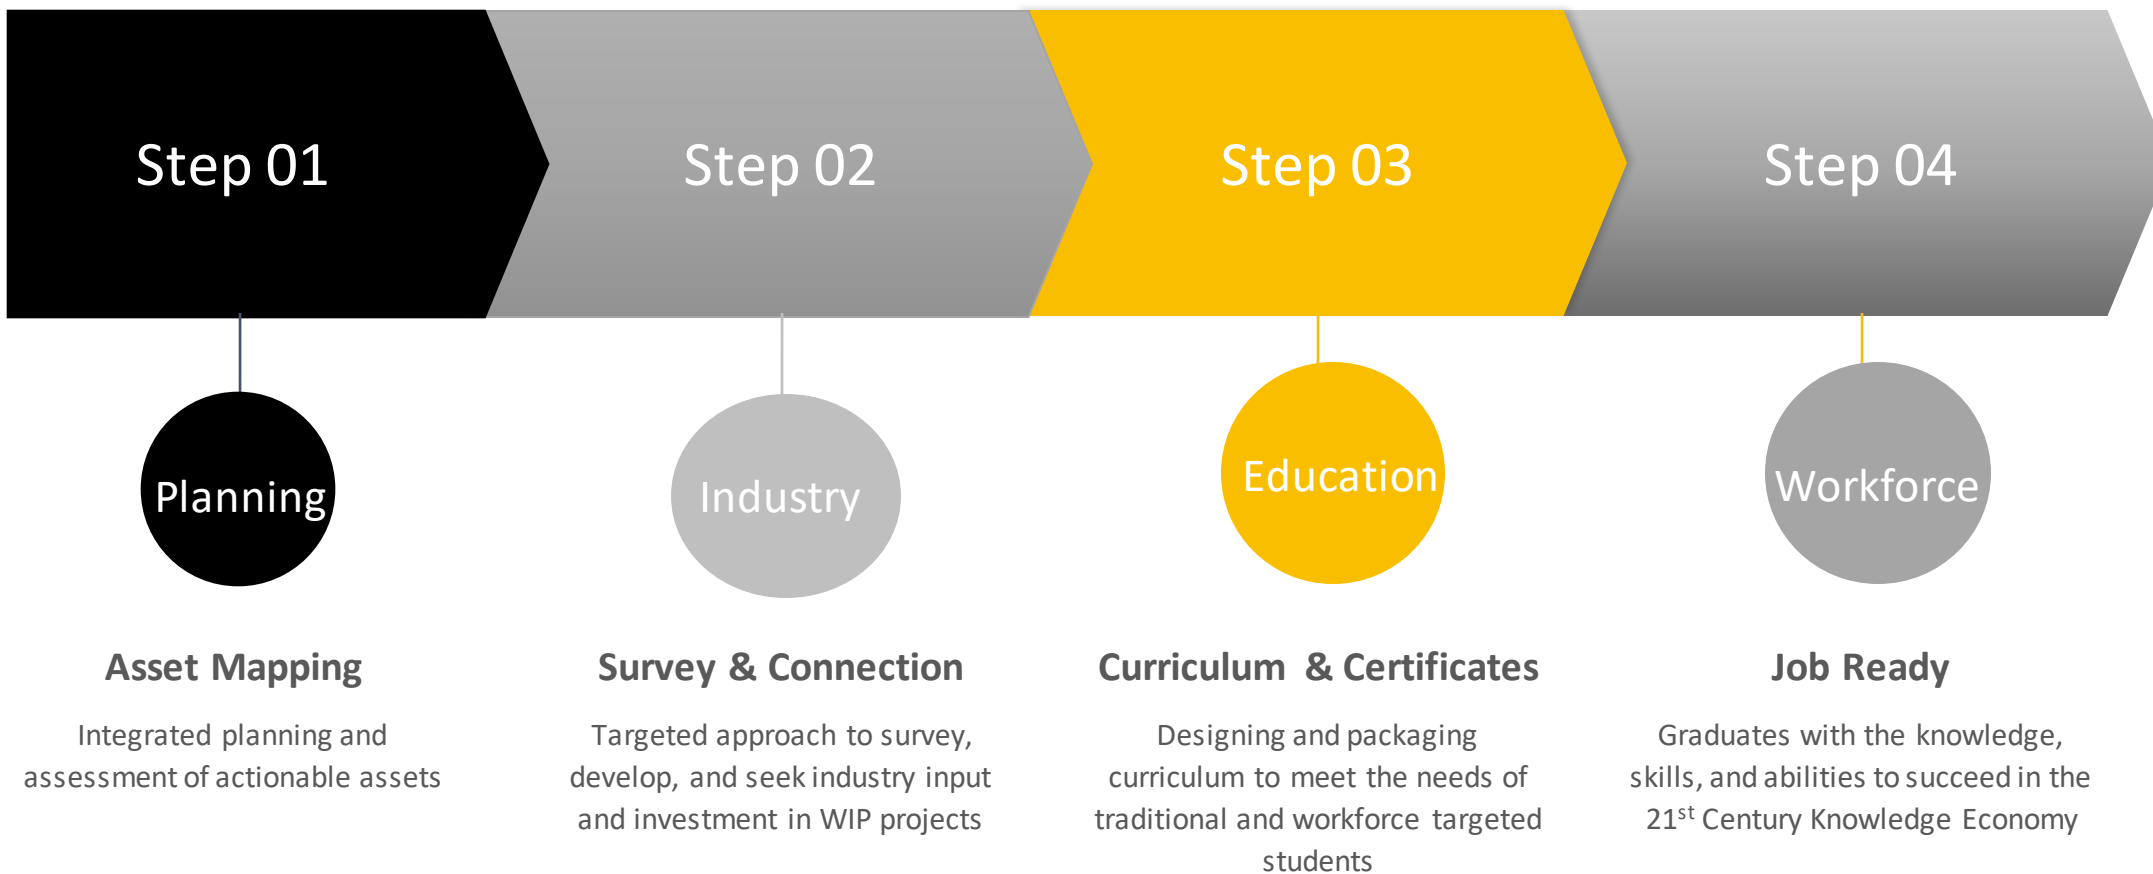 Step 01
Step 02
Step 03
Step 04
Planning
Industry
Education
Workforce
Asset Mapping
Integrated planning and
assessment of actionable assets
Survey & Connection
Targeted approach to survey,
develop, and seek industry input
and investment in WIP projects
Curriculum & Certificates
Designing and packaging
curriculum to meet the needs of
traditional and workforce targeted
students
Job Ready
Graduates with the knowledge,
skills, and abilities to succeed in the
21st Century Knowledge Economy